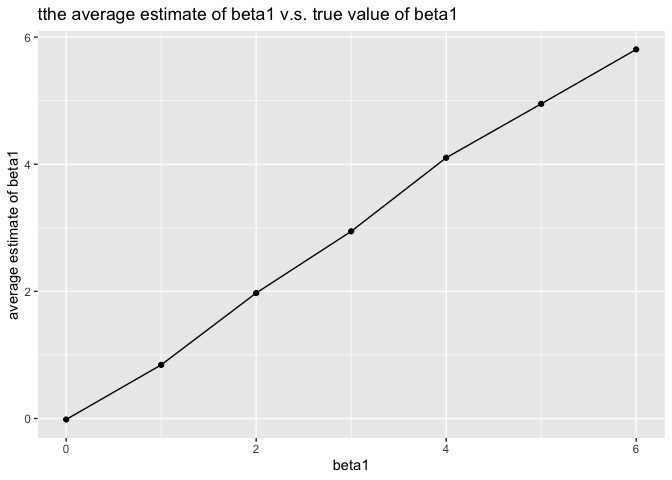 tthe average estimate of beta1 v.s. true value of beta1
6
4
2
0
average estimate of beta1
0 2 4 6
beta1